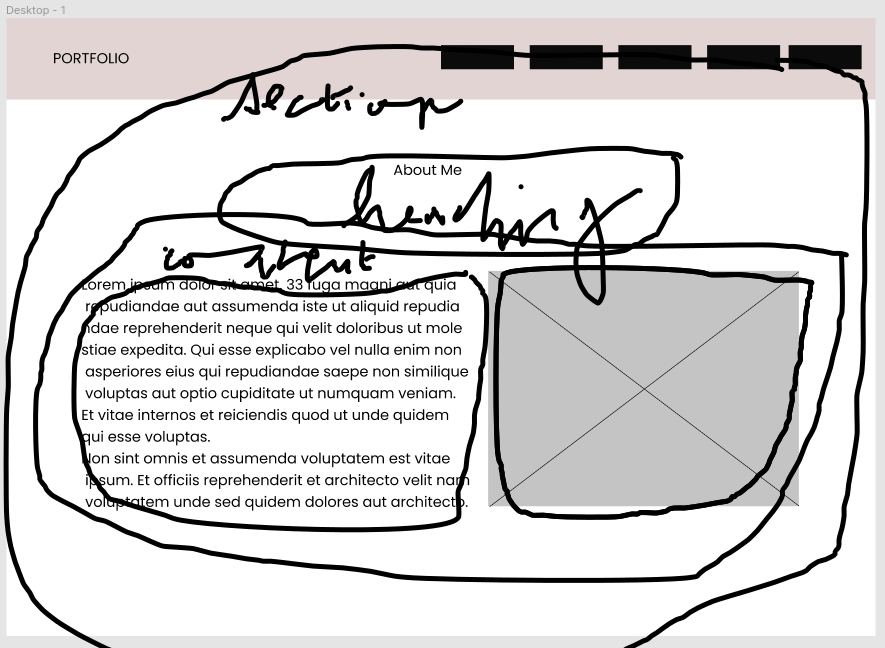 Desktop - 1
PORTFOLIO
Section
About Me
heading
content
Lorem ipsum dolor sit amet. 33 fuga magni aut quia
repudiandae aut assumenda iste ut aliquid repudia
ndae reprehenderit neque qui velit doloribus ut mole
stiae expedita. Qui esse explicabo vel nulla enim non
asperiores eius qui repudiandae saepe non similique
voluptas aut optio cupiditate ut numquam veniam.
Et vitae internos et reiciendis quod ut unde quidem
qui esse voluptas.
Non sint omnis et assumenda voluptatem est vitae
ipsum. Et officiis reprehenderit et architecto velit nam
voluptatem unde sed quidem dolores aut architecto.